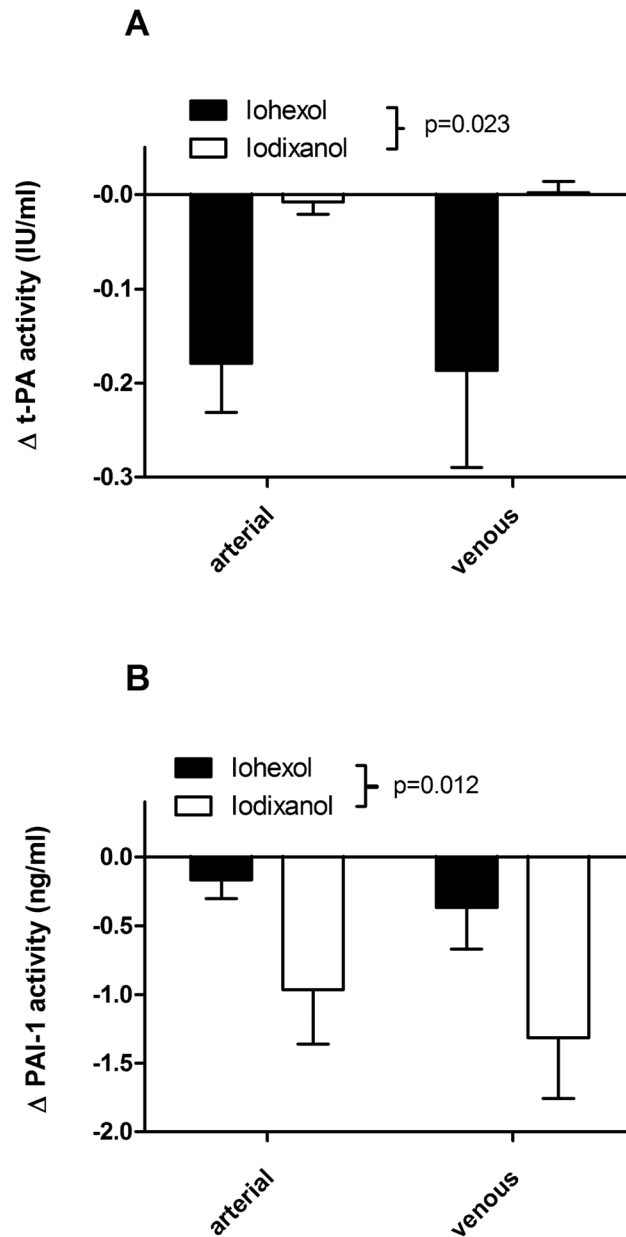 A
Iohexol
Iodixanol
p=0.023
-0.0
-0.1
-0.2
-0.3
Δ t-PA activity (IU/ml)
arterial
venous
B
Iohexol
Iodixanol
p=0.012
0.0
-0.5
-1.0
-1.5
-2.0
Δ PAI-1 activity (ng/ml)
arterial
venous